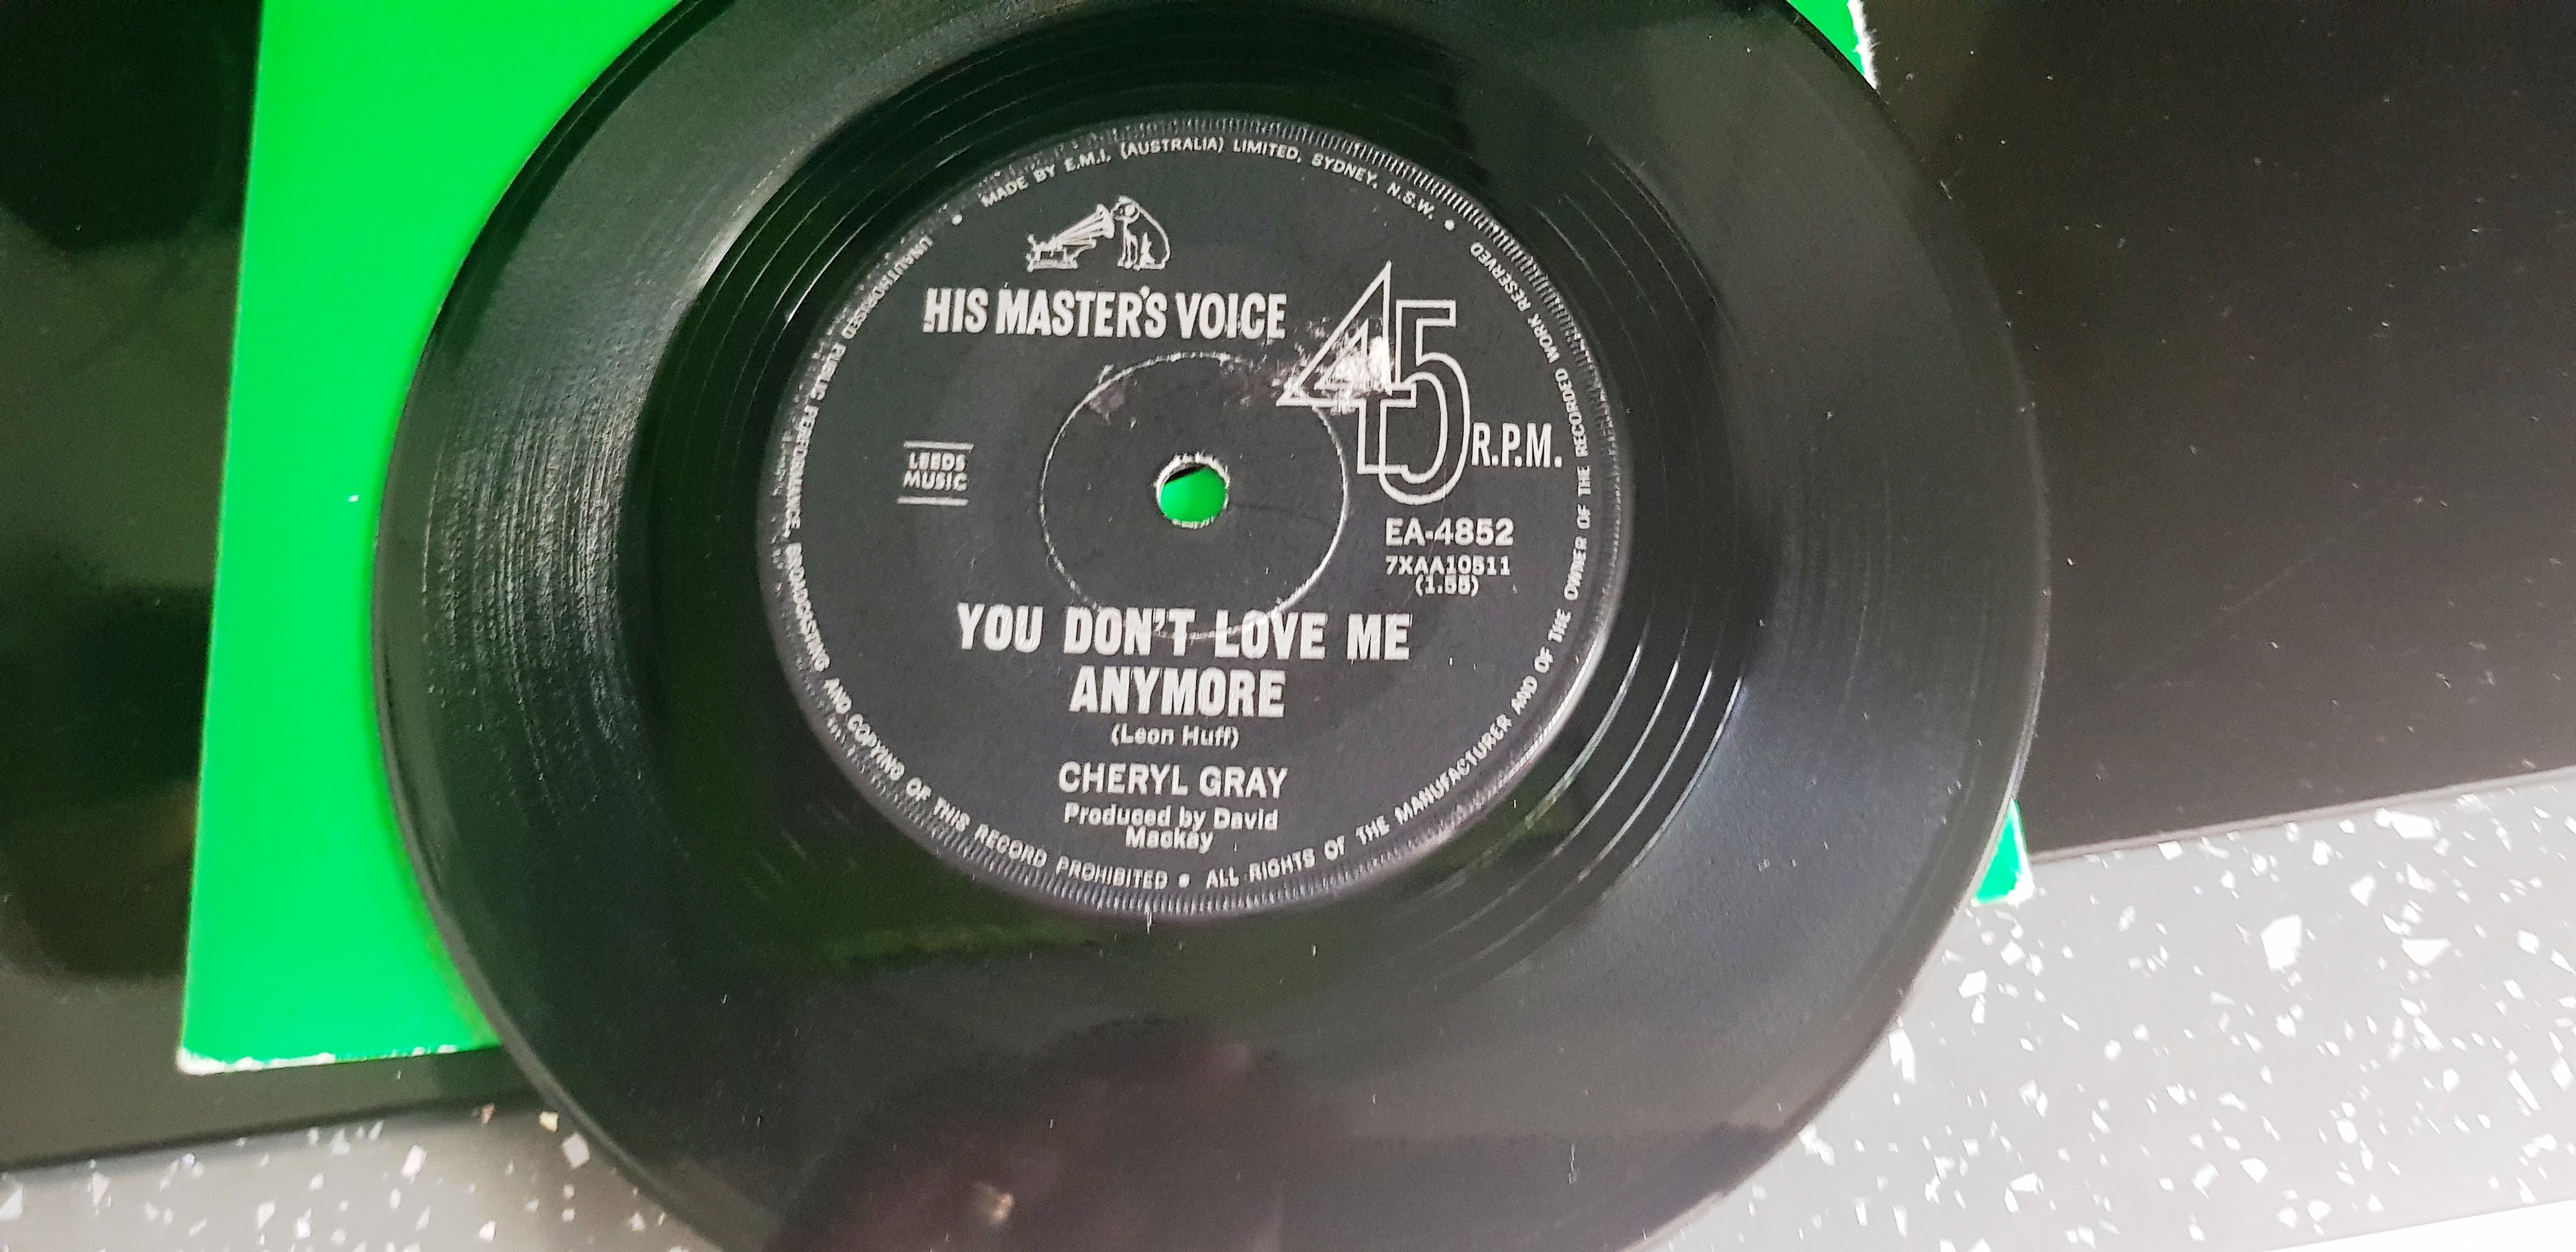 MADE BY E.M.I. (AUSTRALIA) LIMITED, SYDNEY, N.S.W. •
HIS MASTER'S VOICE
45
R.P.M.
LEEDS
MUSIC
EA-4852
7XAA10511
(1.55)
YOU DON'T LOVE ME
ANYMORE
(Leon Huff)
CHERYL GRAY
Produced by David
Mackay
UNAUTHORISED PUBLIC PERFORMANCE, BROADCASTING AND COPYING OF THIS RECORD PROHIBITED • ALL RIGHTS OF THE MANUFACTURER AND OF THE OWNER OF THE RECORDED WORK RESERVED